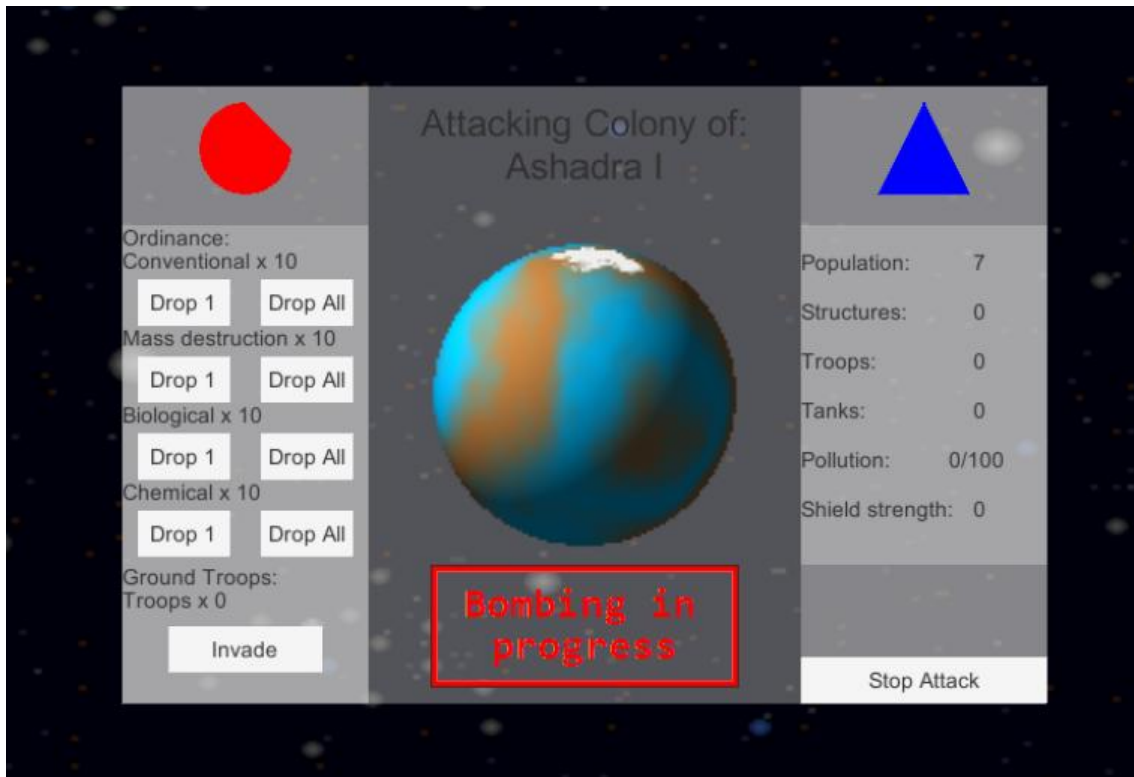 Attacking Colony of:
Ashadra I
Ordinance:
Conventional x 10
Drop 1 Drop All
Mass destruction x 10
Drop 1 Drop All
Biological x 10
Drop 1 Drop All
Chemical x 10
Drop 1 Drop All
Ground Troops:
Troops x 0
Invade
Bombing in
progress
Population: 7
Structures: 0
Troops: 0
Tanks: 0
Pollution: 0/100
Shield strength: 0
Stop Attack